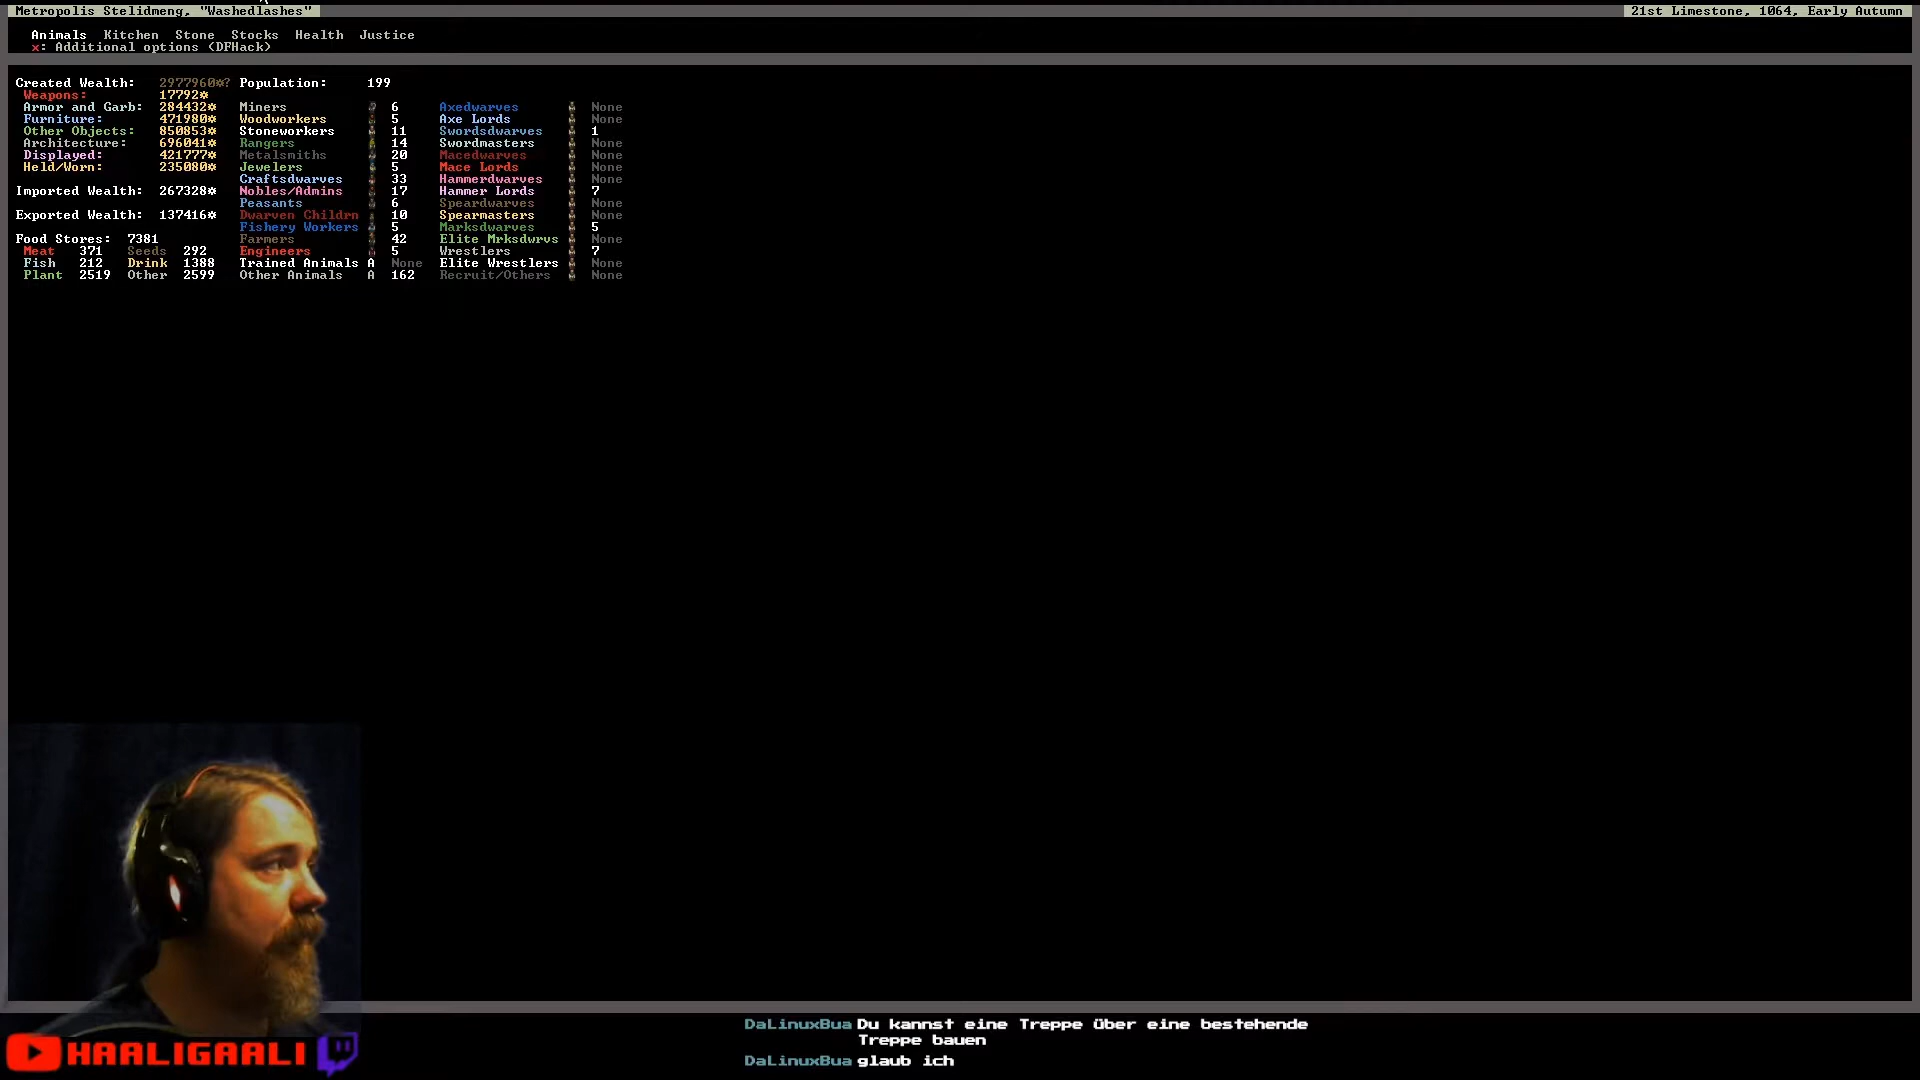 Metropolis Stelidmeng, "Washedlashes" 21st Limestone, 1064, Early Autumn
Animals Kitchen Stone Stocks Health Justice
x: Additional options (DFHack)
Created Wealth: 2977960☼? Population: 199
Weapons: 17792☼
Armor and Garb: 284432☼ Miners 6 Axedwarves None
Furniture: 471980☼ Woodworkers 5 Axe Lords None
Other Objects: 850853☼ Stoneworkers 11 Swordsdwarves 1
Architecture: 696041☼ Rangers 14 Swordmasters None
Displayed: 421777☼ Metalsmiths 20 Macedwarves None
Held/Worn: 235080☼ Jewelers 5 Mace Lords None
Craftsdwarves 33 Hammerdwarves None
Imported Wealth: 267328☼ Nobles/Admins 17 Hammer Lords 7
Peasants 6 Speardwarves None
Exported Wealth: 137416☼ Dwarven Childrn 10 Spearmasters None
Fishery Workers 5 Marksdwarves 5
Food Stores: 7381 Farmers 42 Elite Mrksdwrvs None
Meat 371 Seeds 292 Engineers 5 Wrestlers 7
Fish 212 Drink 1388 Trained Animals A None Elite Wrestlers None
Plant 2519 Other 2599 Other Animals A 162 Recruit/Others None
DaLinuxBua Du kannst eine Treppe über eine bestehende
Treppe bauen
DaLinuxBua glaub ich
HAALIGAALI